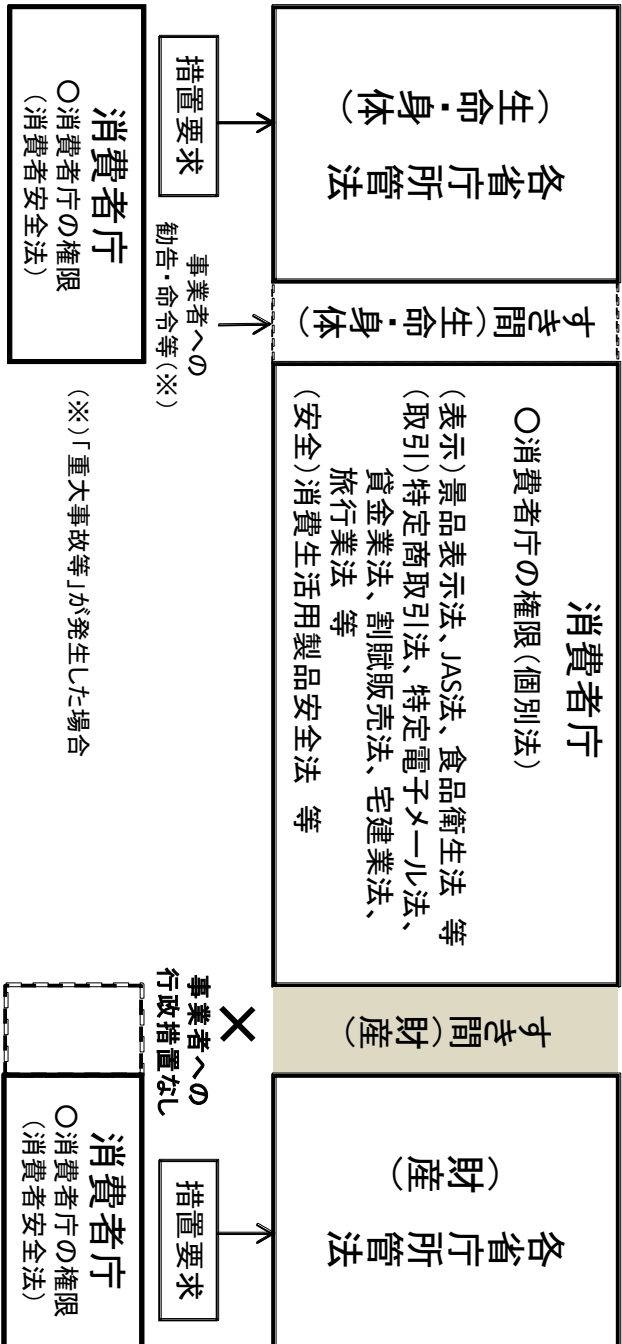 各省庁所管法
(生命・身体)
すき間(生命・身体)
消費者庁
○消費者庁の権限(個別法)
(表示)景品表示法、JAS法、食品衛生法 等
(取引)特定商取引法、特定電子メール法、
貸金業法、割賦販売法、宅建業法、
旅行業法 等
(安全)消費生活用製品安全法 等
すき間(財産)
各省庁所管法
(財産)
措置要求
事業者への
勧告・命令等(※)
×
事業者への
行政措置なし
措置要求
消費者庁
○消費者庁の権限
(消費者安全法)
(※)「重大事故等」が発生した場合
消費者庁
○消費者庁の権限
(消費者安全法)